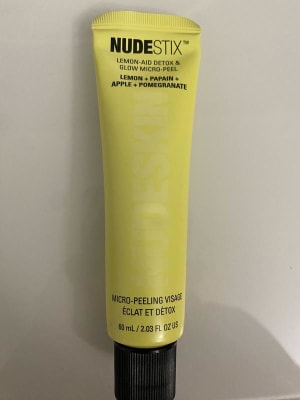 NUDESTIX™
LEMON-AID DETOX &
GLOW MICRO-PEEL
LEMON + PAPAIN +
APPLE + POMEGRANATE
NUDESKIN
MICRO-PEELING VISAGE
ÉCLAT ET DÉTOX
60 mL / 2.03 FL OZ US